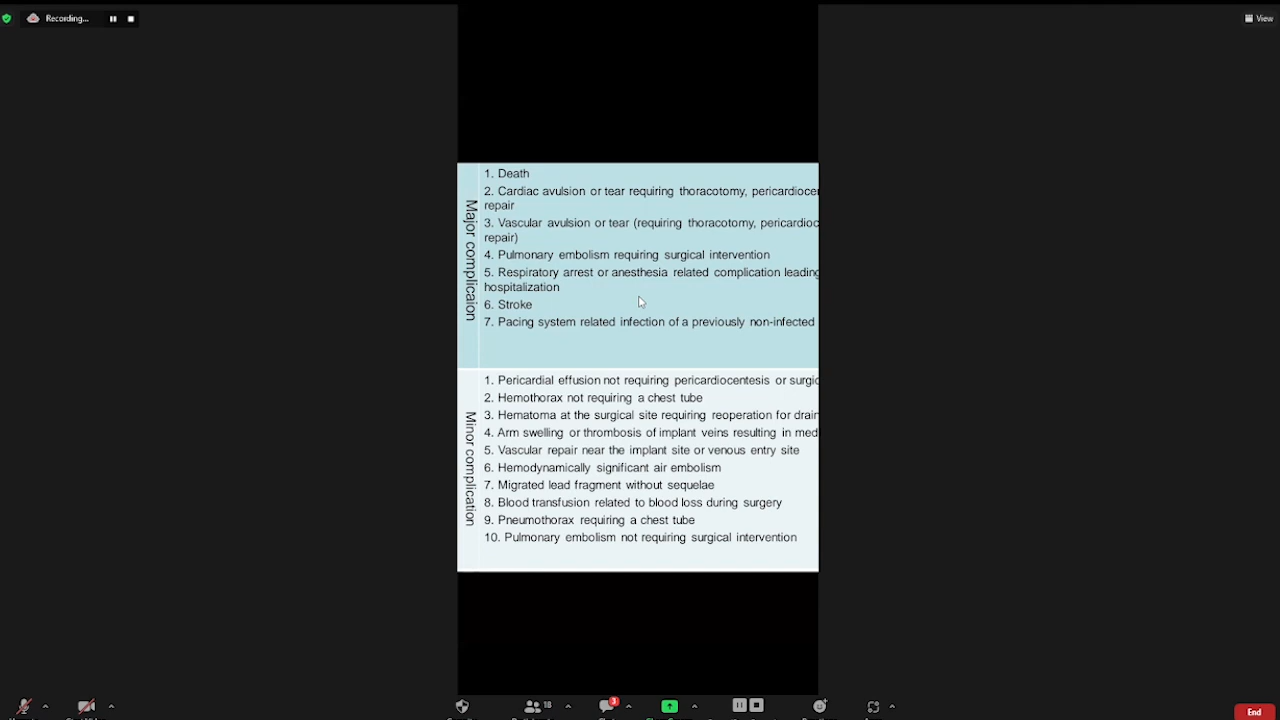 Recording...
View
Major complicaion
1. Death
2. Cardiac avulsion or tear requiring thoracotomy,
repair
3. Vascular avulsion or tear (requiring thoracotomy,
repair)
4. Pulmonary embolism requiring surgical intervention
5. Respiratory arrest or anesthesia related complication leading
hospitalization
6. Stroke
7. Pacing system related infection of a previously non-infected
Minor complication
1. Pericardial effusion not requiring pericardiocentesis or
2. Hemothorax not requiring a chest tube
3. Hematoma at the surgical site requiring reoperation for
4. Arm swelling or thrombosis of implant veins resulting in
5. Vascular repair near the implant site or venous entry site
6. Hemodynamically significant air embolism
7. Migrated lead fragment without sequelae
8. Blood transfusion related to blood loss during surgery
9. Pneumothorax requiring a chest tube
10. Pulmonary embolism not requiring surgical intervention
18
3
End